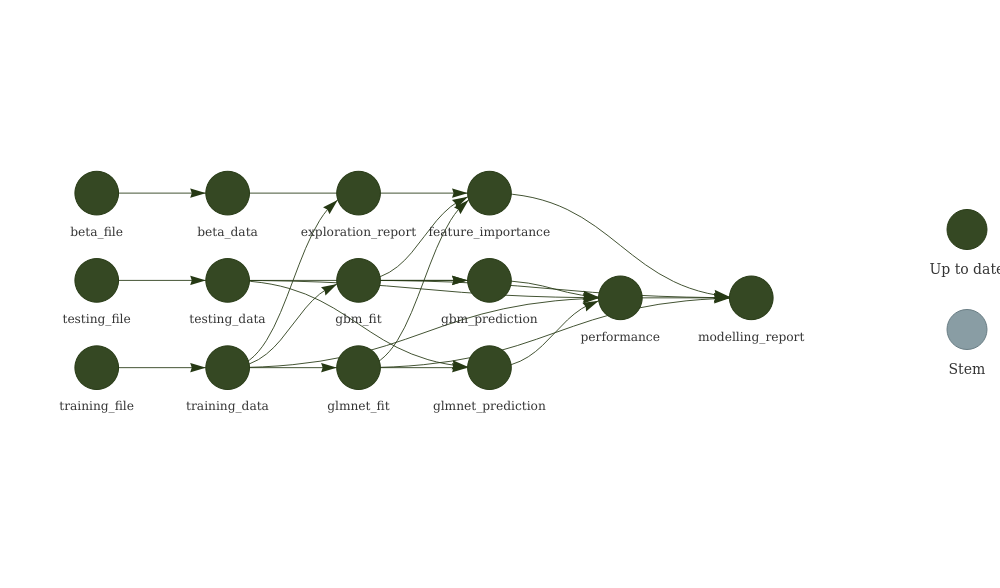 beta_file
beta_data
exploration_report
feature_importance
testing_file
testing_data
gbm_fit
gbm_prediction
performance
modelling_report
training_file
training_data
glmnet_fit
glmnet_prediction
Up to date
Stem